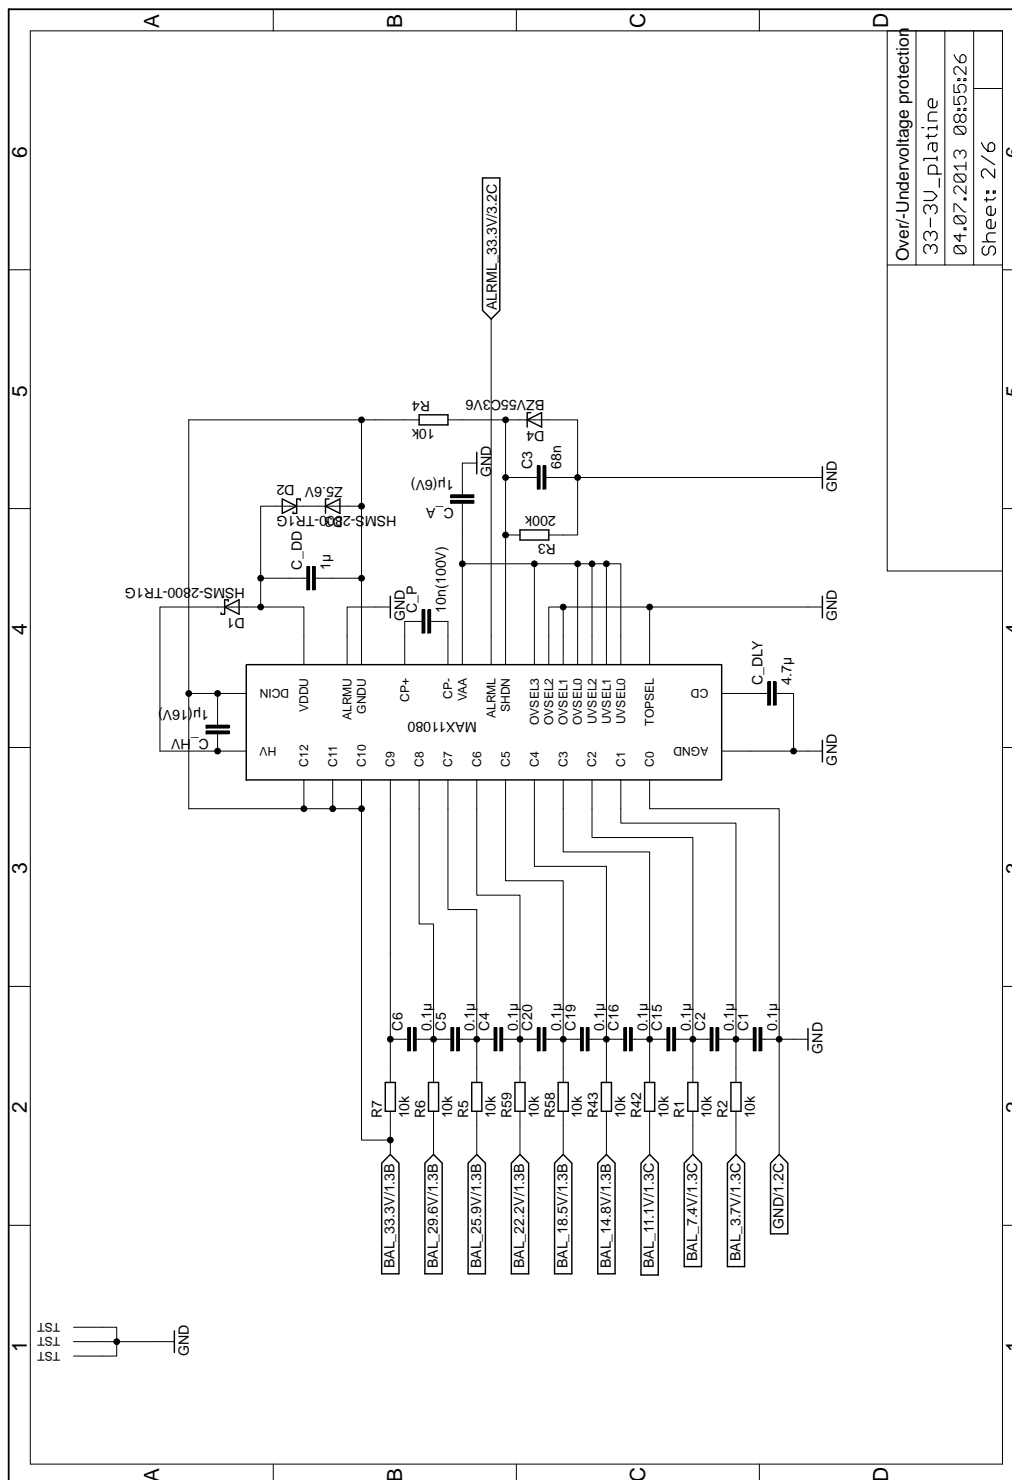 A
B
C
D
6
5
4
3
2
1
Over/-Undervoltage protection
33-3V_platine
04.07.2013 08:55:26
Sheet: 2/6
ALRML_33.3V/3.2C
R4
10k
BZV55C3V6
D4
C3
68n
GND
1µ(6V)
C_A
200k
R3
GND
D2
Z5.6V
HSMS-2800-TR1G
C_DD
1µ
HSMS-2800-TR1G
D1
GND
C_P
10n(100V)
GND
C_DLY
4.7µ
GND
1µ(16V)
C_HV
MAX11080
DCIN
VDDU
ALRMU
GNDU
CP+
CP-
VAA
ALRML
SHDN
OVSEL3
OVSEL2
OVSEL1
OVSEL0
UVSEL2
UVSEL1
UVSEL0
TOPSEL
CD
HV
C12
C11
C10
C9
C8
C7
C6
C5
C4
C3
C2
C1
C0
AGND
C6
0.1µ
C5
0.1µ
C4
0.1µ
C20
0.1µ
C19
0.1µ
C16
0.1µ
C15
0.1µ
C2
0.1µ
C1
0.1µ
GND
R7
10k
R6
10k
R5
10k
R59
10k
R58
10k
R43
10k
R42
10k
R1
10k
R2
10k
BAL_33.3V/1.3B
BAL_29.6V/1.3B
BAL_25.9V/1.3B
BAL_22.2V/1.3B
BAL_18.5V/1.3B
BAL_14.8V/1.3B
BAL_11.1V/1.3C
BAL_7.4V/1.3C
BAL_3.7V/1.3C
GND/1.2C
TST
TST
TST
GND
A
B
C
D
6
5
4
3
2
1